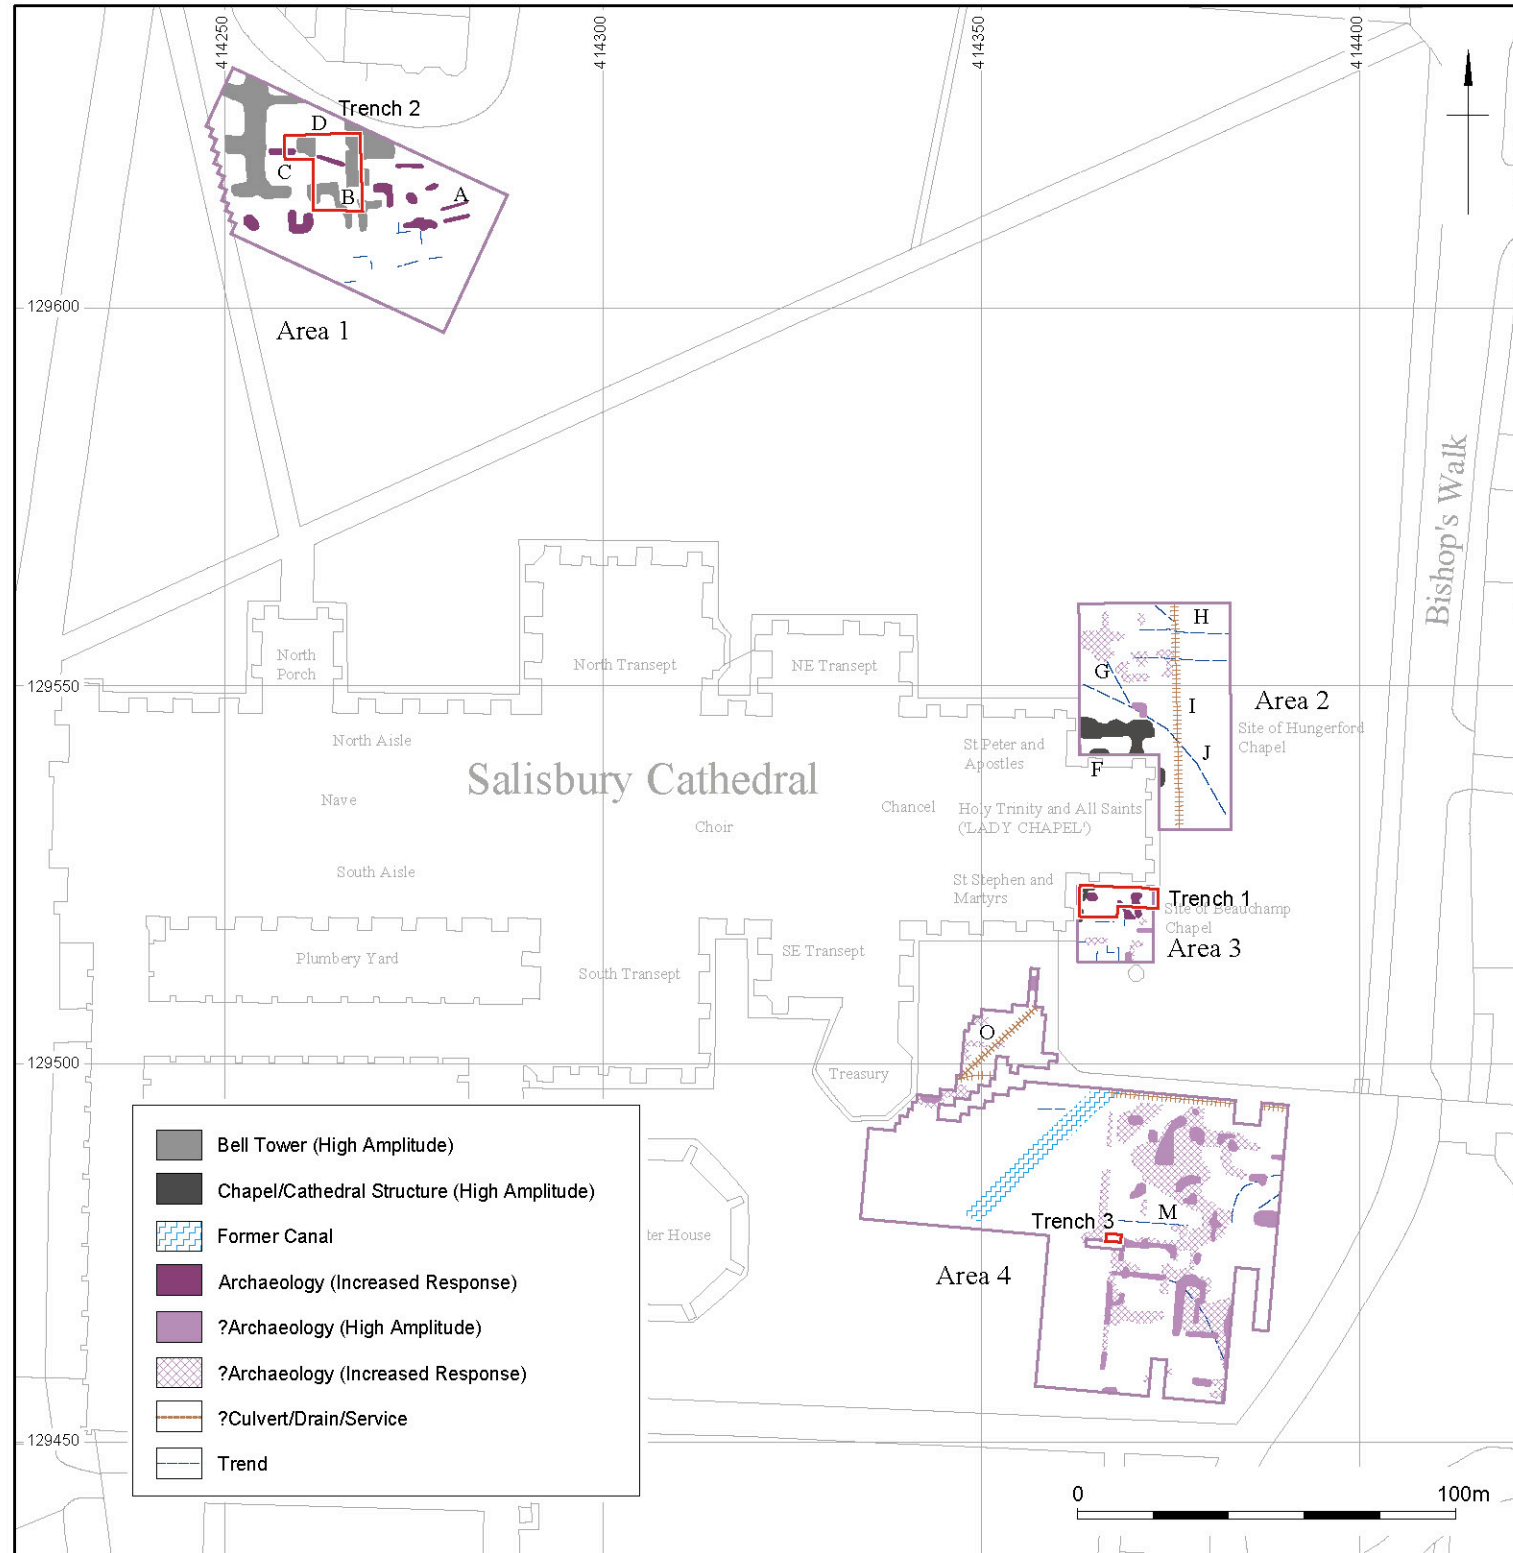 414250
414300
414350
414400
Trench 2
D
C
B
A
129600
Area 1
Bishop's Walk
H
North
Porch
North Transept
NE Transept
G
129550
I
Area 2
Site of Hungerford
Chapel
North Aisle
St Peter and
Apostles
J
F
Salisbury Cathedral
Nave
Chancel
Holy Trinity and All Saints
('LADY CHAPEL')
Choir
South Aisle
St Stephen and
Martyrs
Trench 1
Site of Beauchamp
Chapel
Area 3
Plumbery Yard
SE Transept
South Transept
O
129500
Treasury
M
Trench 3
ter House
Area 4
Bell Tower (High Amplitude)
Chapel/Cathedral Structure (High Amplitude)
Former Canal
Archaeology (Increased Response)
?Archaeology (High Amplitude)
?Archaeology (Increased Response)
?Culvert/Drain/Service
Trend
129450
0
100m